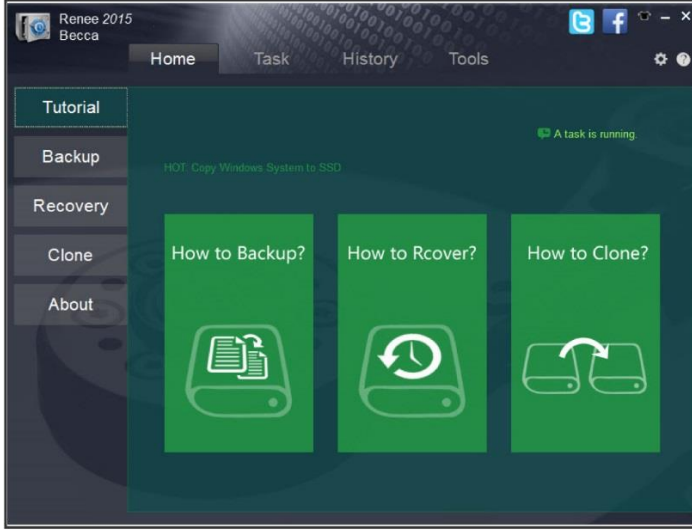 Renee 2015
Becca
Home
Task
History
Tools
Tutorial
Backup
Recovery
Clone
About
A task is running.
HOT: Copy Windows System to SSD
How to Backup?
How to Rcover?
How to Clone?